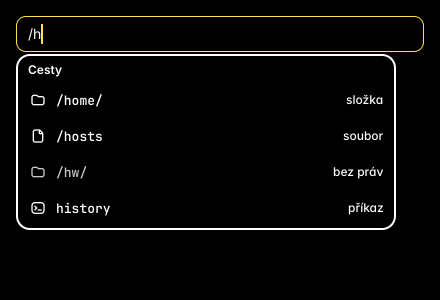 /h
Cesty
/home/ složka
/hosts soubor
/hw/ bez práv
history příkaz